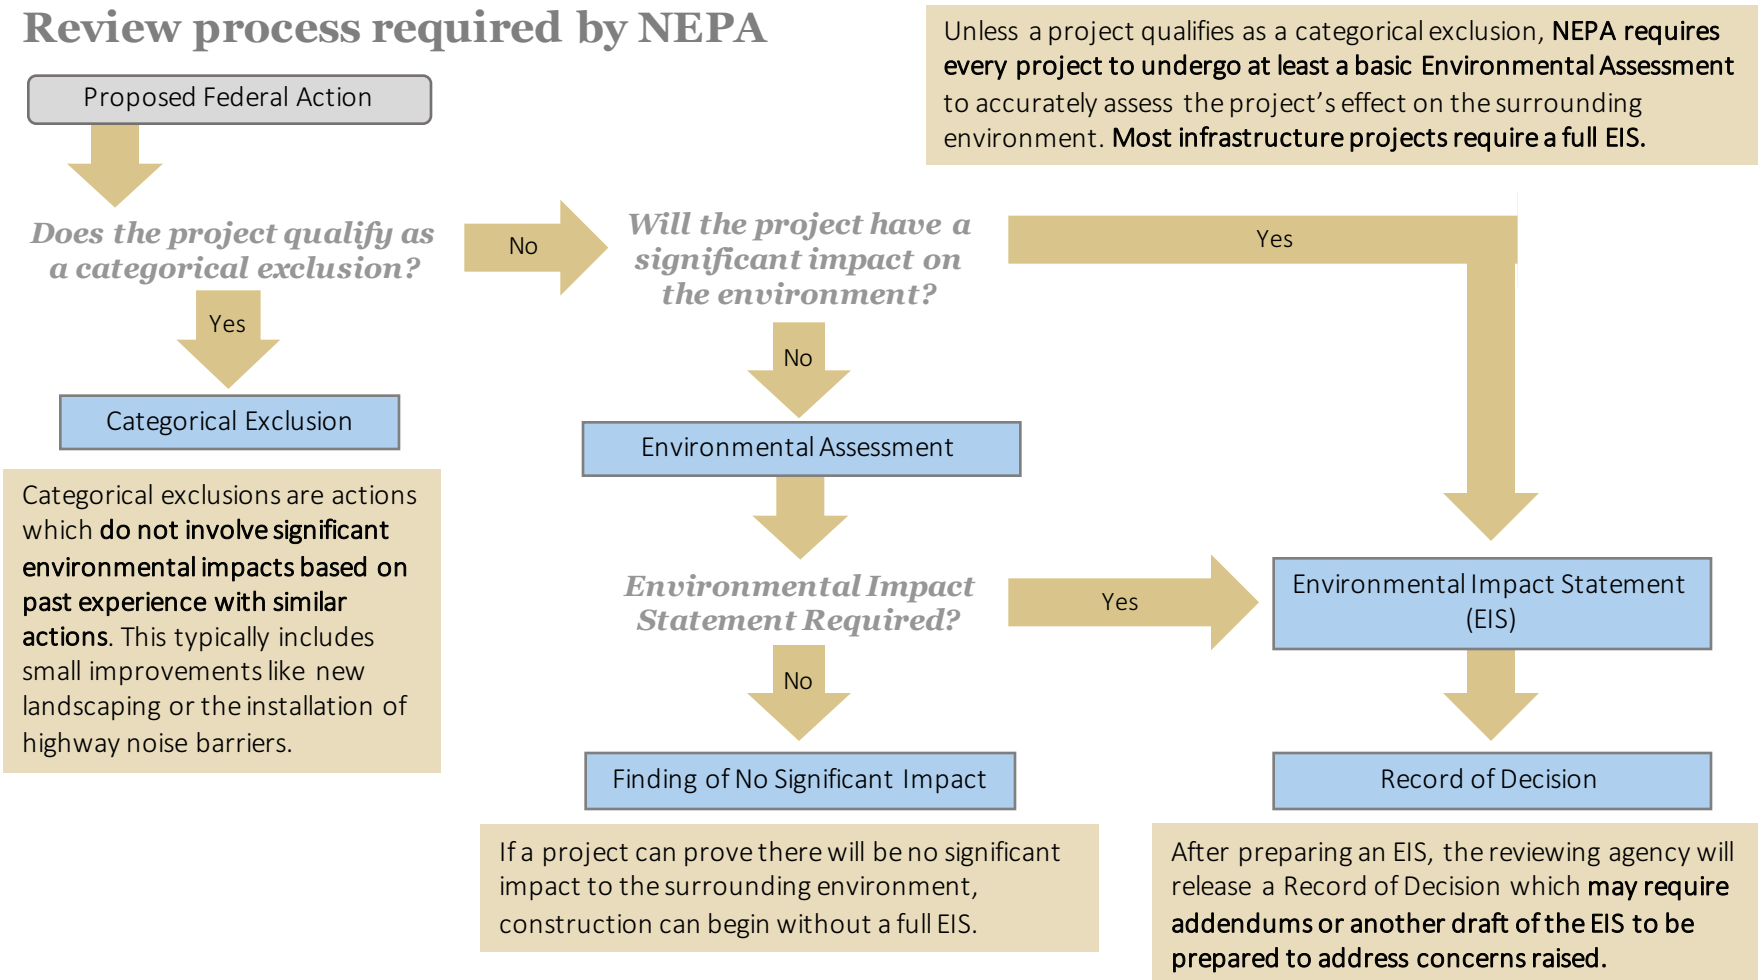 Review process required by NEPA
Unless a project qualifies as a categorical exclusion, NEPA requires
every project to undergo at least a basic Environmental Assessment
to accurately assess the project's effect on the surrounding
environment. Most infrastructure projects require a full EIS.
Proposed Federal Action
Does the project qualify as
a categorical exclusion?
No
Will the project have a
significant impact on
the environment?
Yes
Yes
No
Categorical Exclusion
Environmental Assessment
Categorical exclusions are actions
which do not involve significant
environmental impacts based on
past experience with similar
actions. This typically includes
small improvements like new
landscaping or the installation of
highway noise barriers.
Environmental Impact
Statement Required?
Yes
Environmental Impact Statement
(EIS)
No
Finding of No Significant Impact
Record of Decision
If a project can prove there will be no significant
impact to the surrounding environment,
construction can begin without a full EIS.
After preparing an EIS, the reviewing agency will
release a Record of Decision which may require
addendums or another draft of the EIS to be
prepared to address concerns raised.